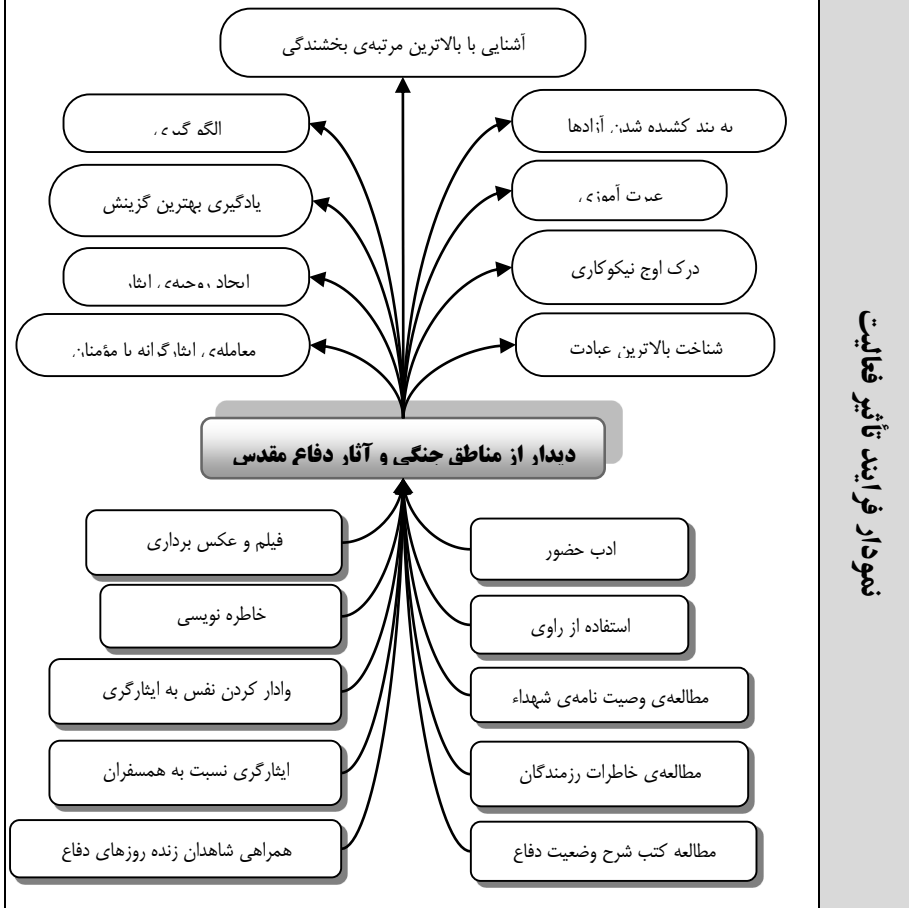 نمودار فرایند تأثیر فعالیت
آشنایی با بالاترین مرتبه‌ی بخشندگی
به بند کشیده شدن آزادها
الگو گیری
عبرت آموزی
یادگیری بهترین گزینش
درک اوج نیکوکاری
ایجاد روحیه‌ی ایثار
شناخت بالاترین عبادت
معامله‌ی ایثارگرانه با مؤمنان
دیدار از مناطق جنگی و آثار دفاع مقدس
ادب حضور
فیلم و عکس برداری
استفاده از راوی
خاطره نویسی
مطالعه‌ی وصیت نامه‌ی شهداء
وادار کردن نفس به ایثارگری
مطالعه‌ی خاطرات رزمندگان
ایثارگری نسبت به همسفران
مطالعه کتب شرح وضعیت دفاع
همراهی شاهدان زنده روزهای دفاع